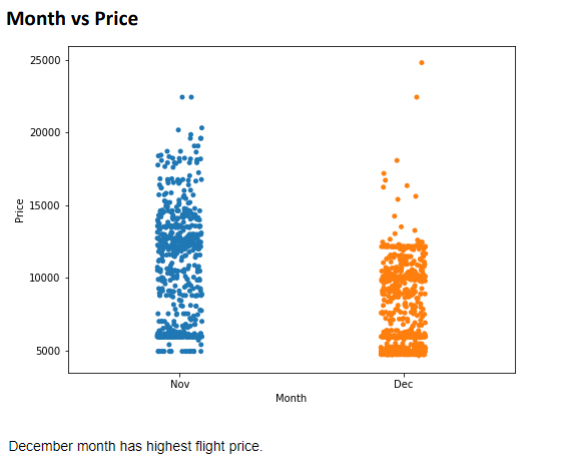 Month vs Price
25000
20000
15000
10000
5000
Price
Nov Dec
Month
December month has highest flight price.